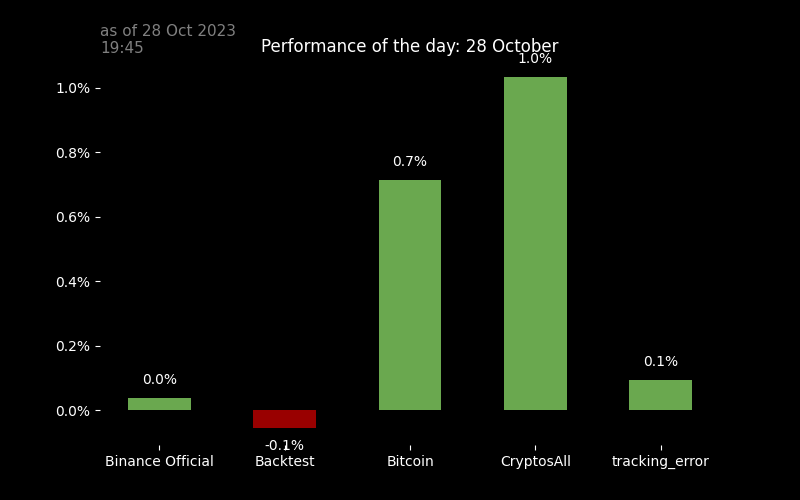 as of 28 Oct 2023
19:45
Performance of the day: 28 October
1.0%
1.0%
0.8%
0.7%
0.6%
0.4%
0.2%
0.1%
0.0%
0.0%
-0.1%
Binance Official
Backtest
Bitcoin
CryptosAll
tracking_error